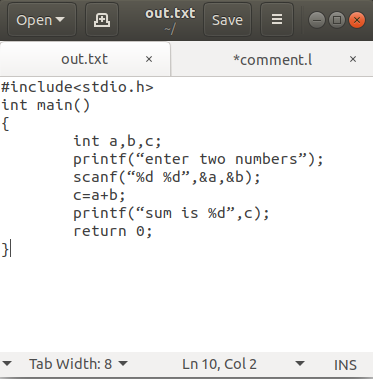 Open out.txt ~/ Save
out.txt × *comment.l ×
#include<stdio.h>
int main()
{
        int a,b,c;
        printf(“enter two numbers”);
        scanf(“%d %d”,&a,&b);
        c=a+b;
        printf(“sum is %d”,c);
        return 0;
}
Tab Width: 8 Ln 10, Col 2 INS